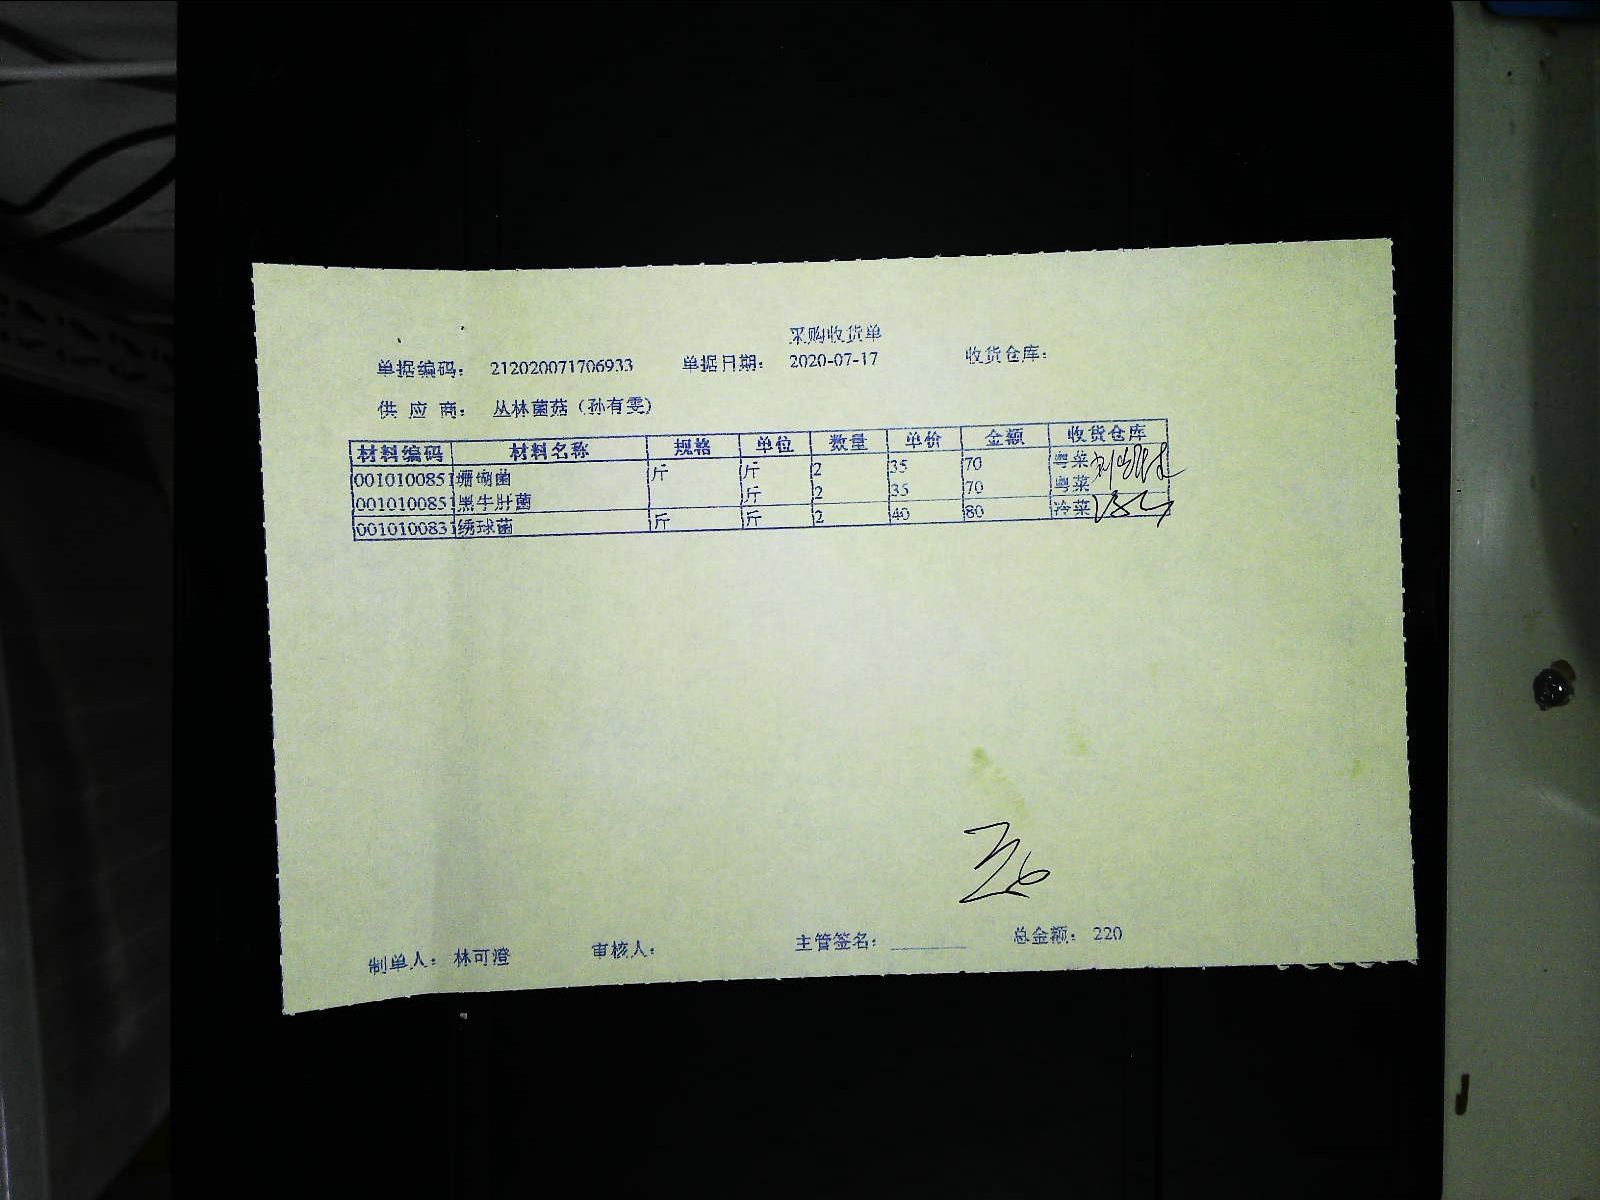 采购收货单
单据编码: 212020071706933 单据日期: 2020-07-17 收货仓库:
供 应 商: 丛林菌菇（孙有雯）
材料编码 材料名称 规格 单位 数量 单价 金额 收货仓库
0010100851 珊瑚菌 斤 斤 2 35 70 粤菜
0010100851 黑牛肝菌 斤 2 35 70 粤菜
0010100831 绣球菌 斤 斤 2 40 80 冷菜
制单人: 林可澄 审核人: 主管签名: 总金额: 220